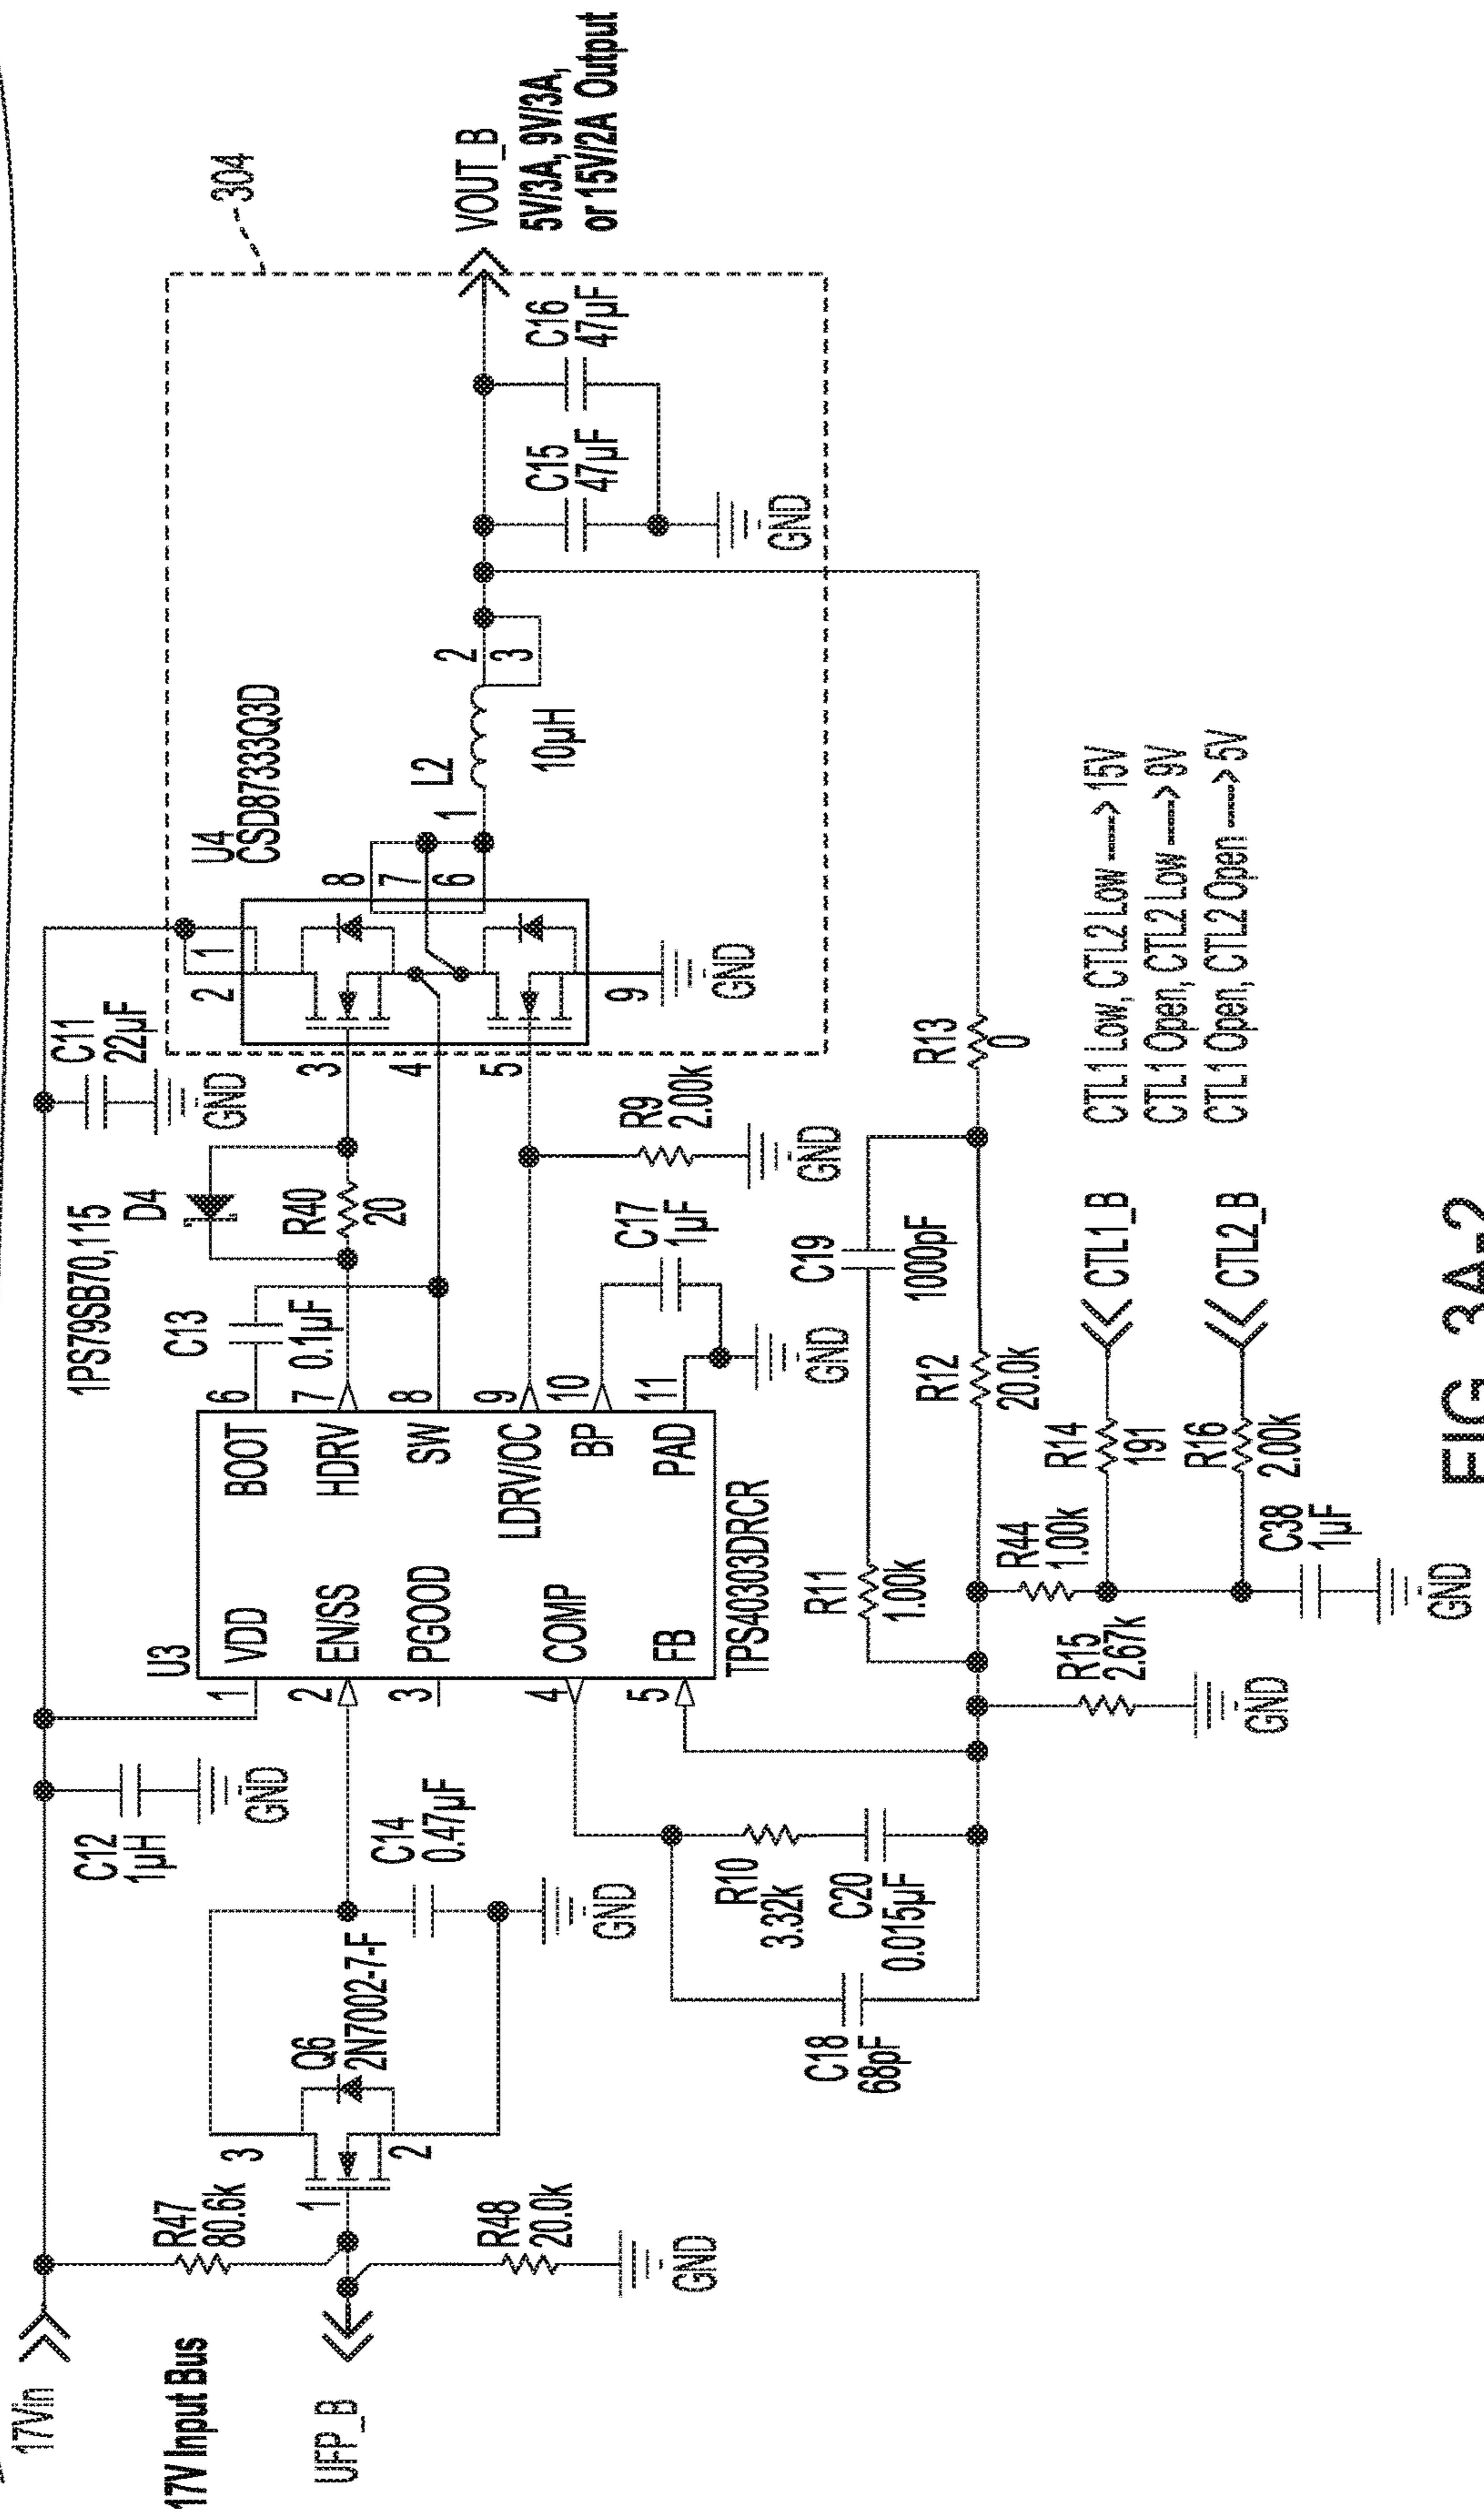 17Vin
17V Input Bus
UFP_B
R47
80.6k
R48
20.0k
GND
1
3
2
Q6
2N7002-7-F
C14
0.47µF
GND
C12
1µH
GND
U3
1
2
3
4
5
VDD
EN/SS
PGOOD
COMP
FB
BOOT
HDRV
SW
LDRV/OC
BP
PAD
6
7
8
9
10
11
TPS40303DRCR
C13
0.1µF
1PS79SB70,115
D4
R40
20
C11
22µF
GND
C17
1µF
GND
R9
2.00k
GND
U4
CSD87333Q3D
3
4
5
2
1
8
7
6
9
GND
L2
1
2
3
10µH
C15
47µF
C16
47µF
GND
304
VOUT_B
5V/3A, 9V/3A,
or 15V/2A Output
R10
3.32k
C20
0.015µF
C18
68pF
R11
1.00k
C19
1000pF
R12
20.0k
R13
0
R15
2.67k
GND
R44
1.00k
R14
191
R16
2.00k
C38
1µF
GND
CTL1_B
CTL2_B
CTL1 Low, CTL2 Low ----> 15V
CTL1 Open, CTL2 Low ----> 9V
CTL1 Open, CTL2 Open ----> 5V
FIG. 3A-2